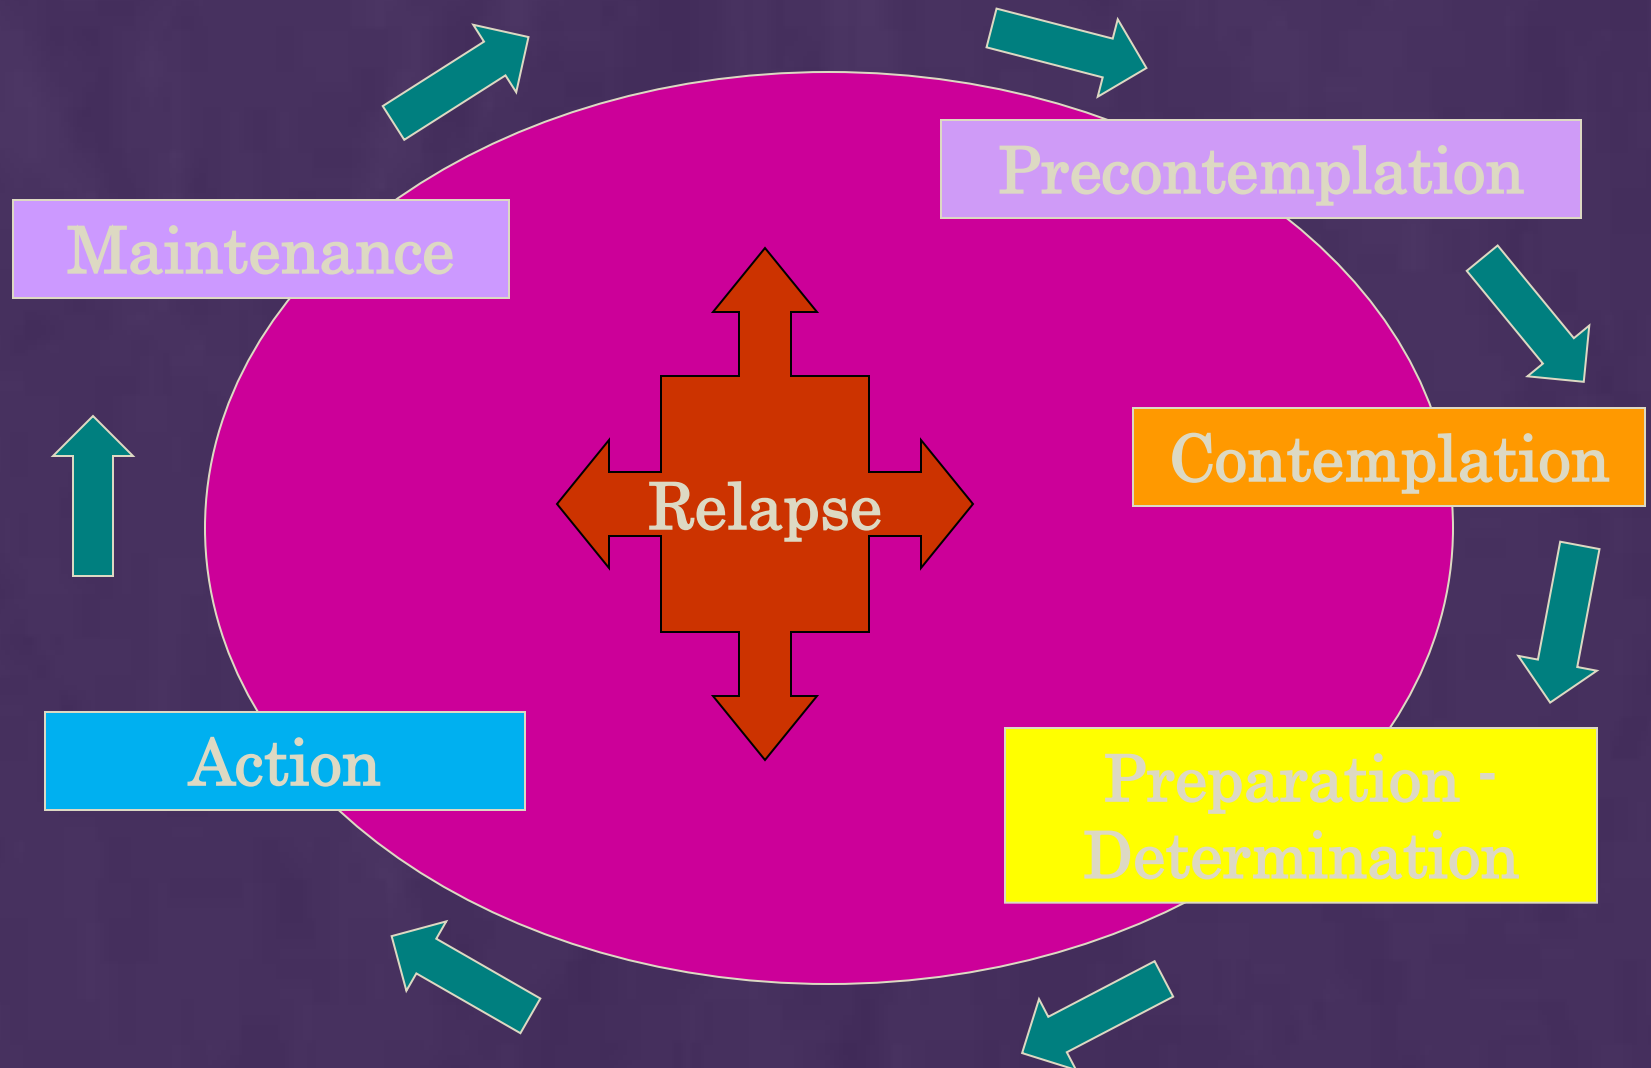 Precontemplation
Maintenance
Contemplation
Relapse
Action
Preparation -
Determination